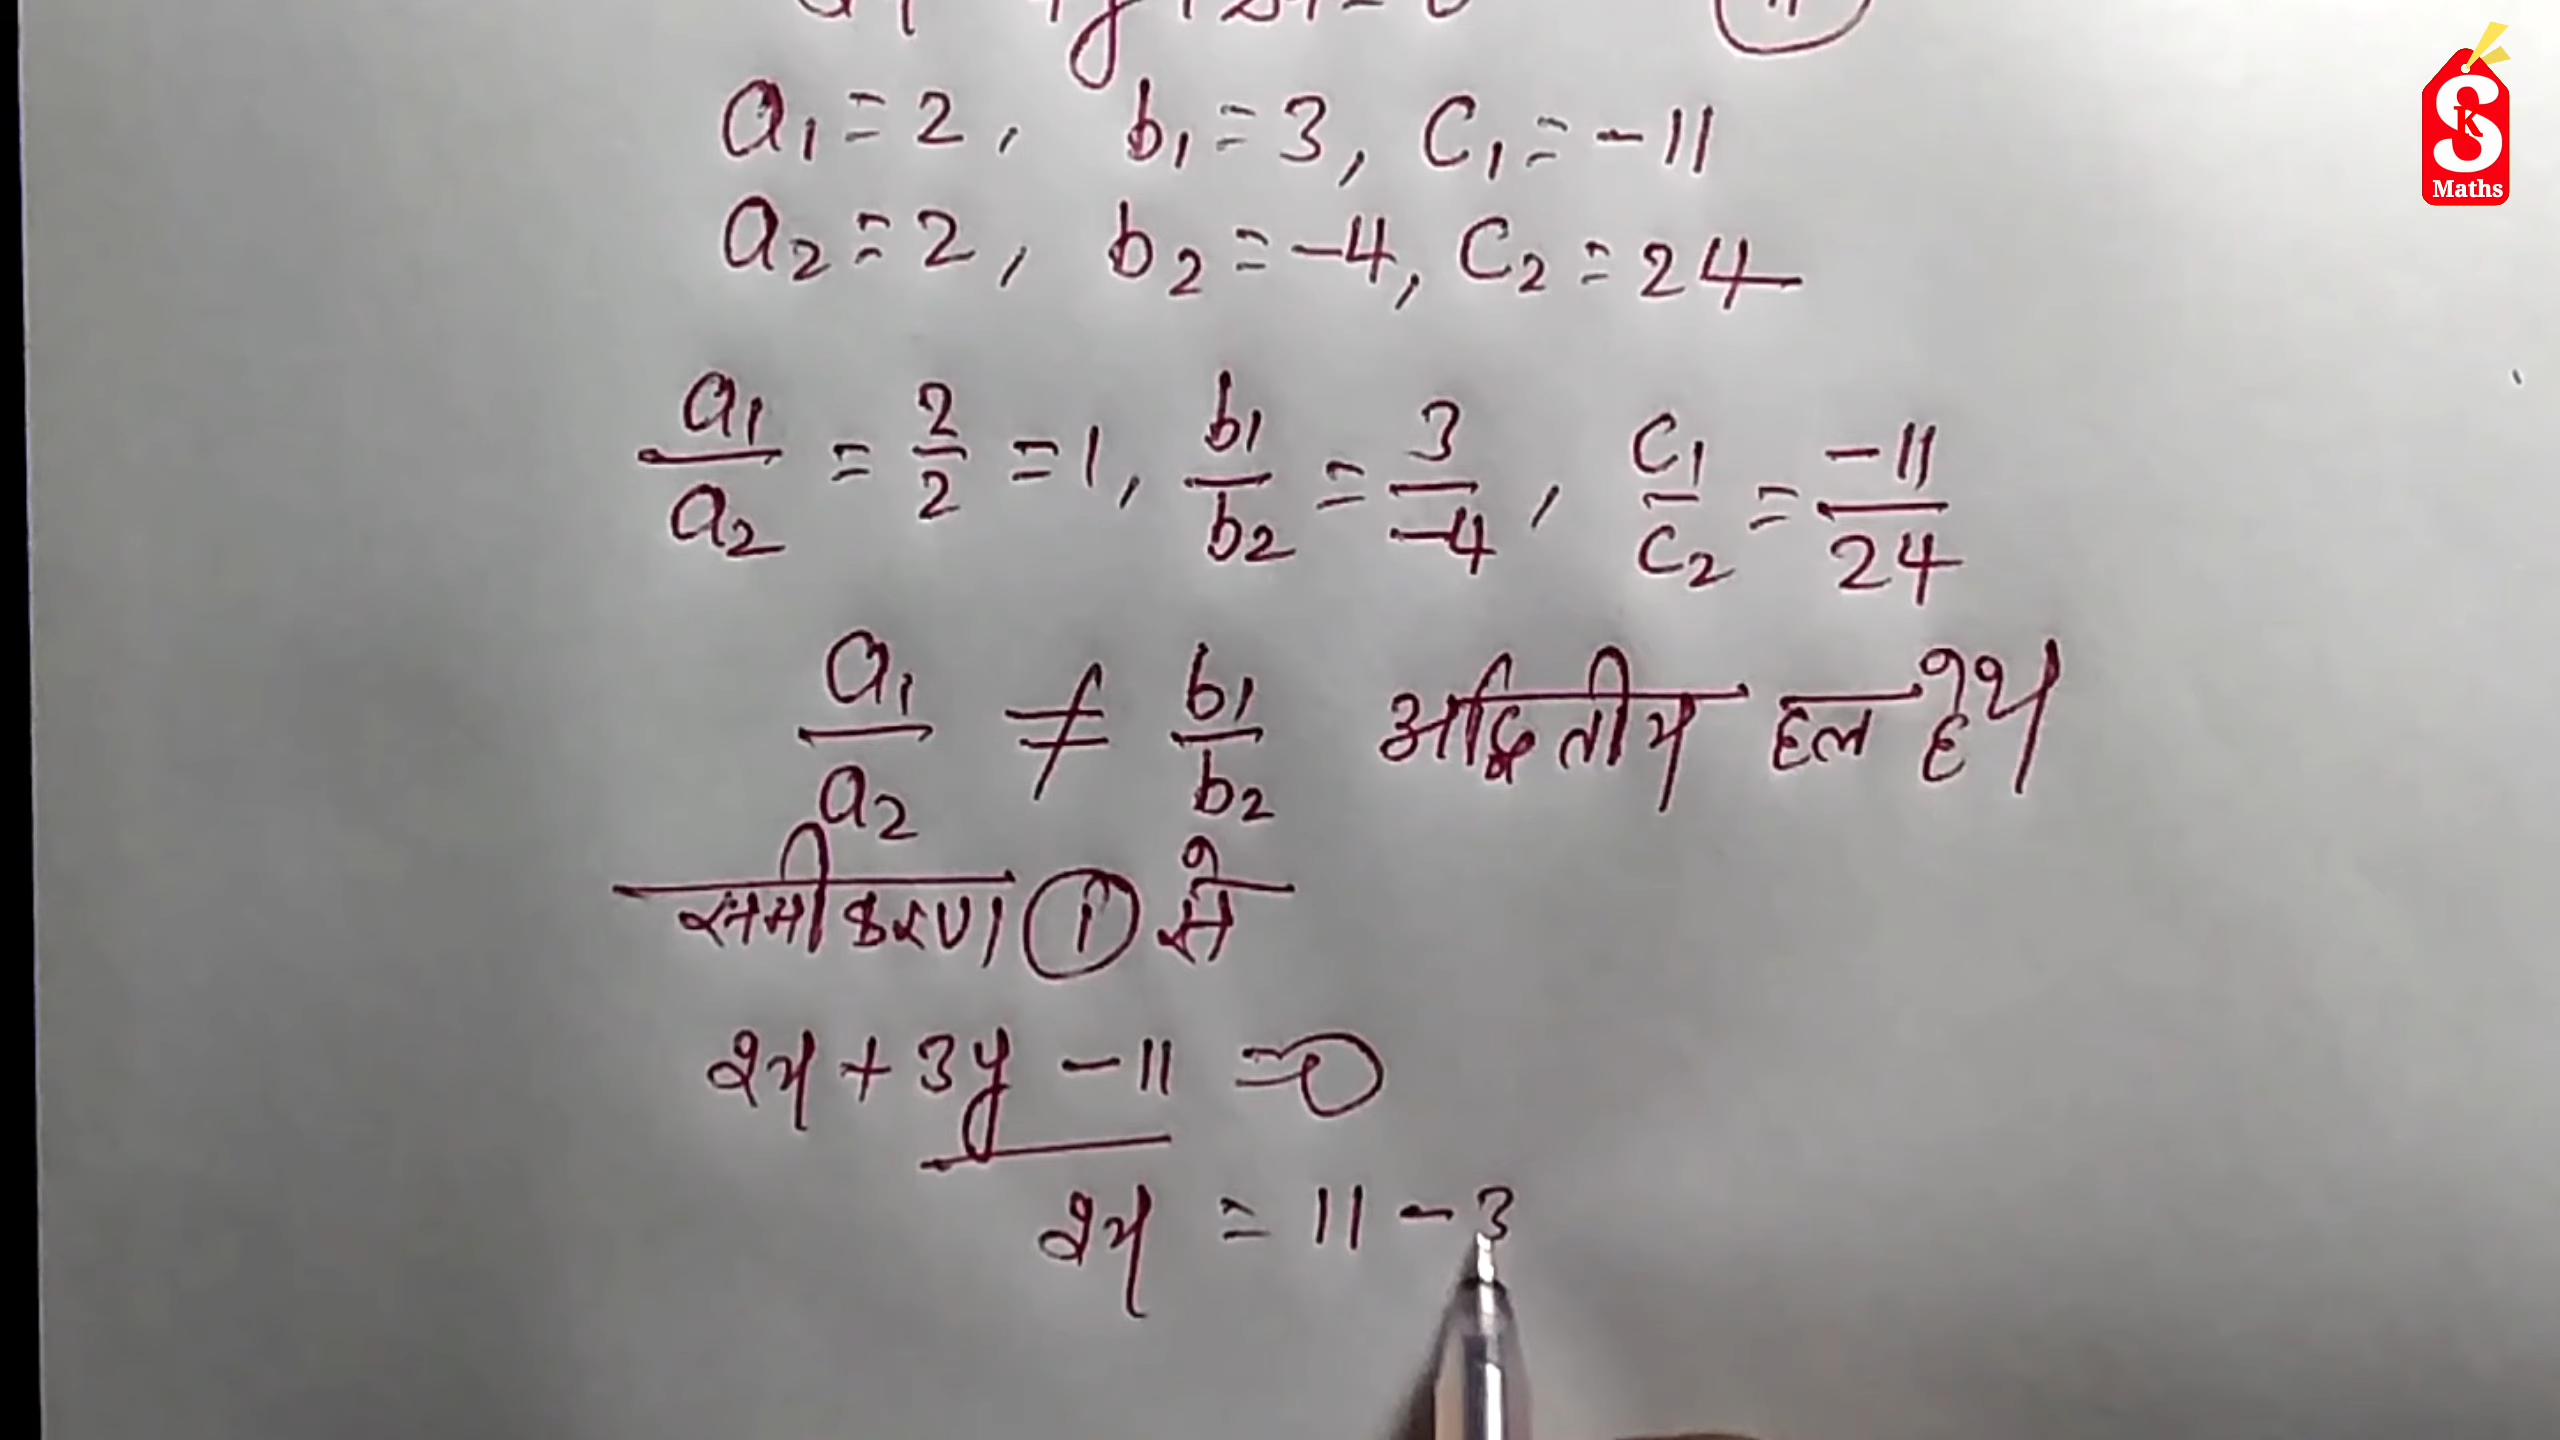 a₁ = 2, b₁ = 3, C₁ = -11
a₂ = 2, b₂ = -4, C₂ = 24
a₁/a₂ = 2/2 = 1, b₁/b₂ = 3/-4, C₁/C₂ = -11/24
a₁/a₂ ≠ b₁/b₂ अद्वितीय हल
समीकरण (i) से
2x + 3y - 11 = 0
2x = 11 - 3
S
k
Maths